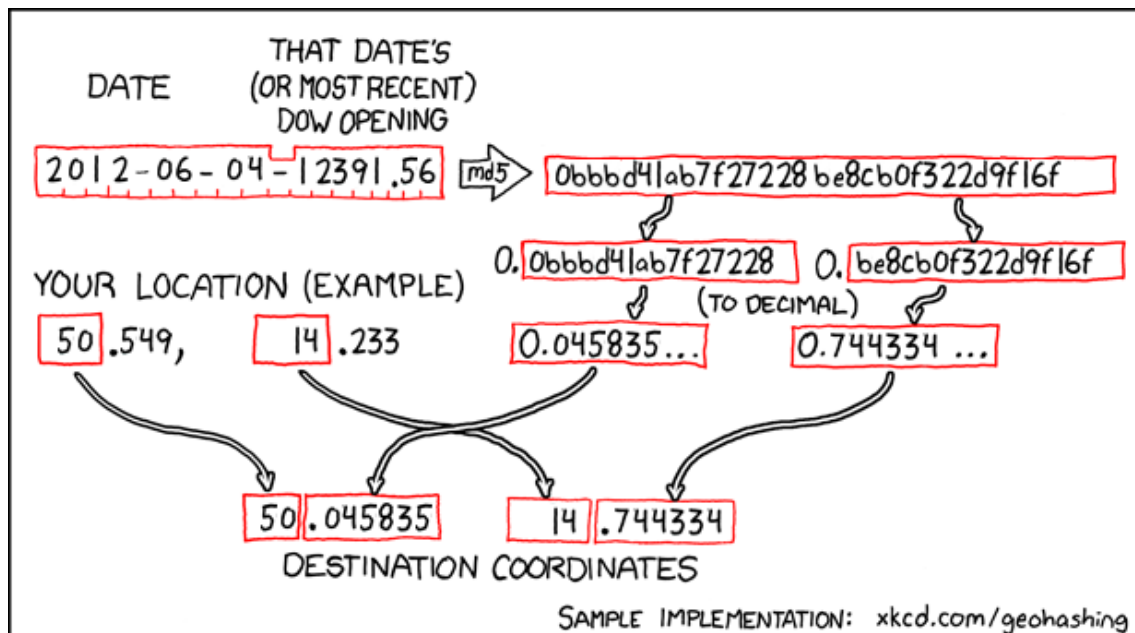 DATE
THAT DATE'S
(OR MOST RECENT)
DOW OPENING
2012-06-04-12391.56
md5
0bbbd41ab7f27228be8cb0f322d9f16f
0.0bbbd41ab7f27228
0.be8cb0f322d9f16f
YOUR LOCATION (EXAMPLE)
(TO DECIMAL)
50.549, 14.233
0.045835...
0.744334...
50.045835
14.744334
DESTINATION COORDINATES
SAMPLE IMPLEMENTATION: xkcd.com/geohashing